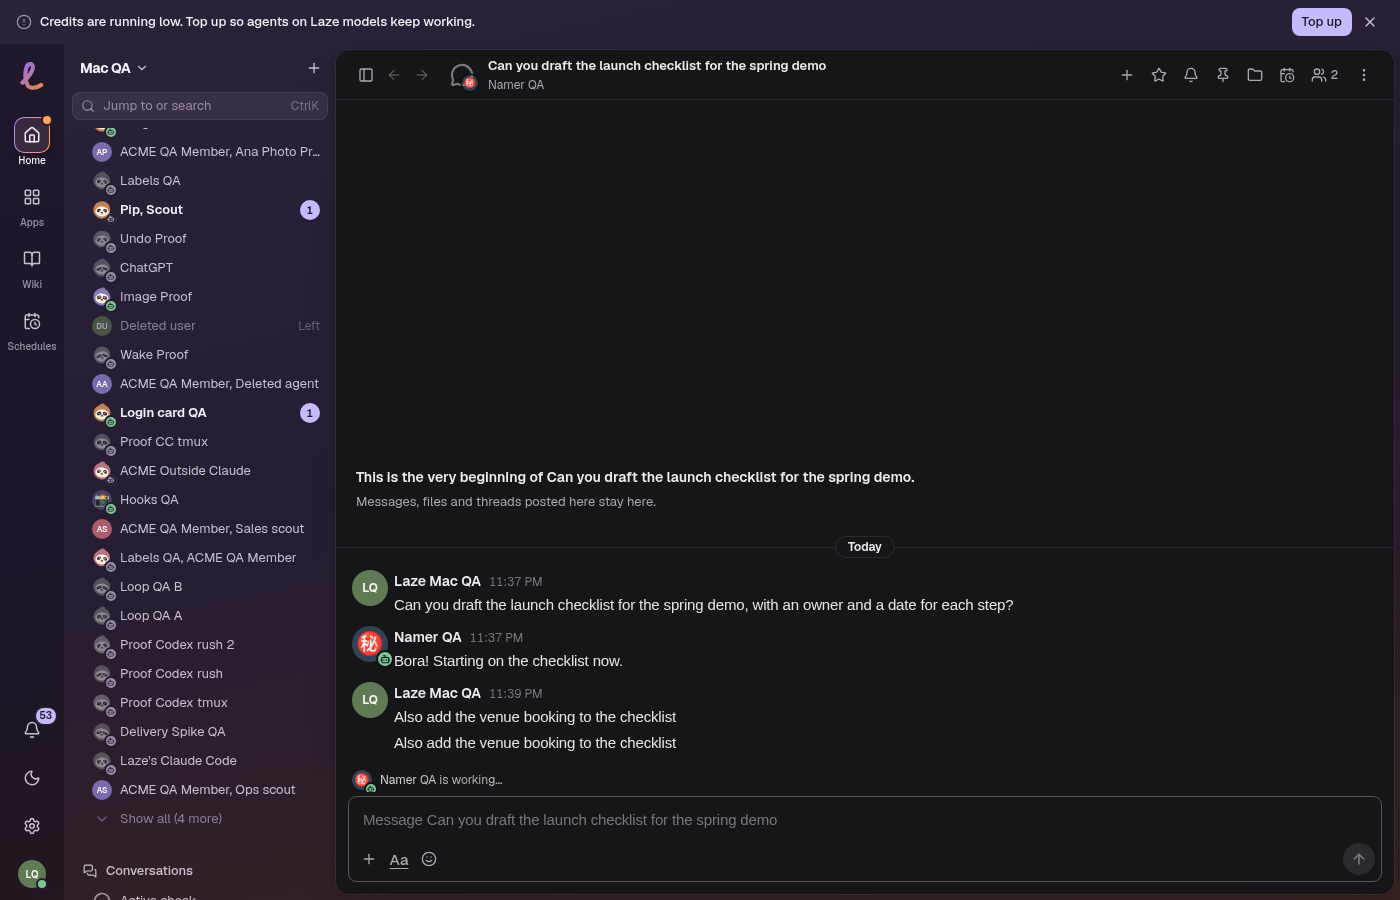 Credits are running low. Top up so agents on Laze models keep working.
Top up
Mac QA
Jump to or search
CtrlK
Home
Apps
Wiki
Schedules
53
LQ
AP
ACME QA Member, Ana Photo Pr...
Labels QA
Pip, Scout
1
Undo Proof
ChatGPT
Image Proof
DU
Deleted user
Left
Wake Proof
AA
ACME QA Member, Deleted agent
Login card QA
1
Proof CC tmux
ACME Outside Claude
Hooks QA
AS
ACME QA Member, Sales scout
Labels QA, ACME QA Member
Loop QA B
Loop QA A
Proof Codex rush 2
Proof Codex rush
Proof Codex tmux
Delivery Spike QA
Laze's Claude Code
AS
ACME QA Member, Ops scout
Show all (4 more)
Conversations
Active check
秘
Can you draft the launch checklist for the spring demo
Namer QA
2
This is the very beginning of Can you draft the launch checklist for the spring demo.
Messages, files and threads posted here stay here.
Today
LQ
Laze Mac QA 11:37 PM
Can you draft the launch checklist for the spring demo, with an owner and a date for each step?
秘
Namer QA 11:37 PM
Bora! Starting on the checklist now.
LQ
Laze Mac QA 11:39 PM
Also add the venue booking to the checklist
Also add the venue booking to the checklist
秘
Namer QA is working...
Message Can you draft the launch checklist for the spring demo
Aa